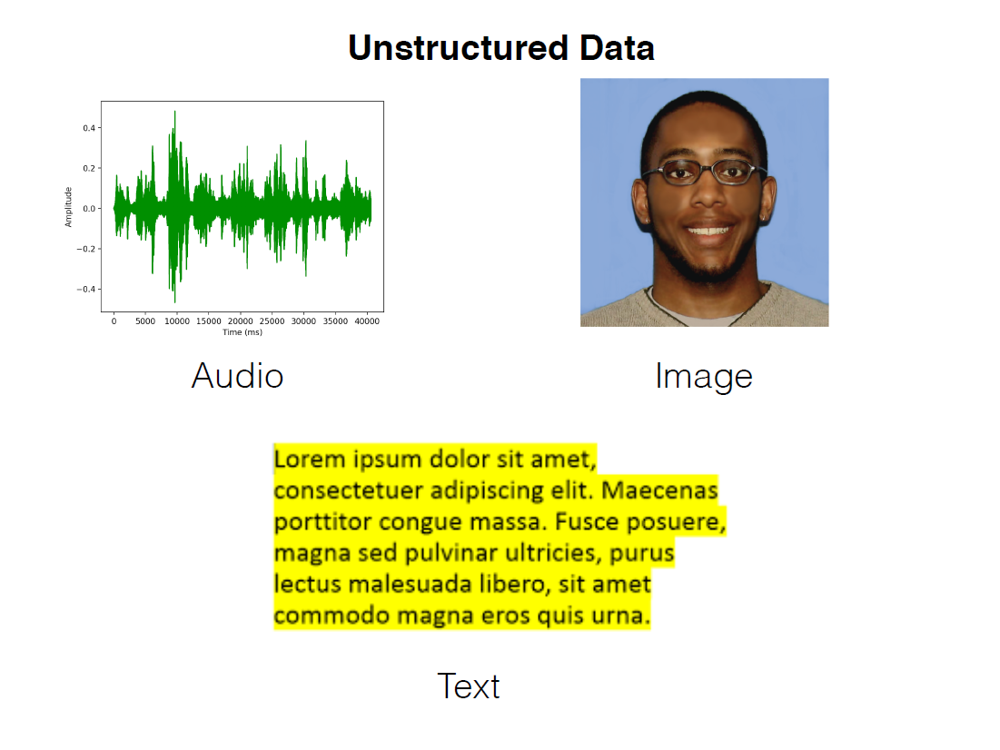 Unstructured Data
0.4
0.2
0.0
−0.2
−0.4
Amplitude
0 5000 10000 15000 20000 25000 30000 35000 40000
Time (ms)
Audio
Image
Lorem ipsum dolor sit amet,
consectetuer adipiscing elit. Maecenas
porttitor congue massa. Fusce posuere,
magna sed pulvinar ultricies, purus
lectus malesuada libero, sit amet
commodo magna eros quis urna.
Text